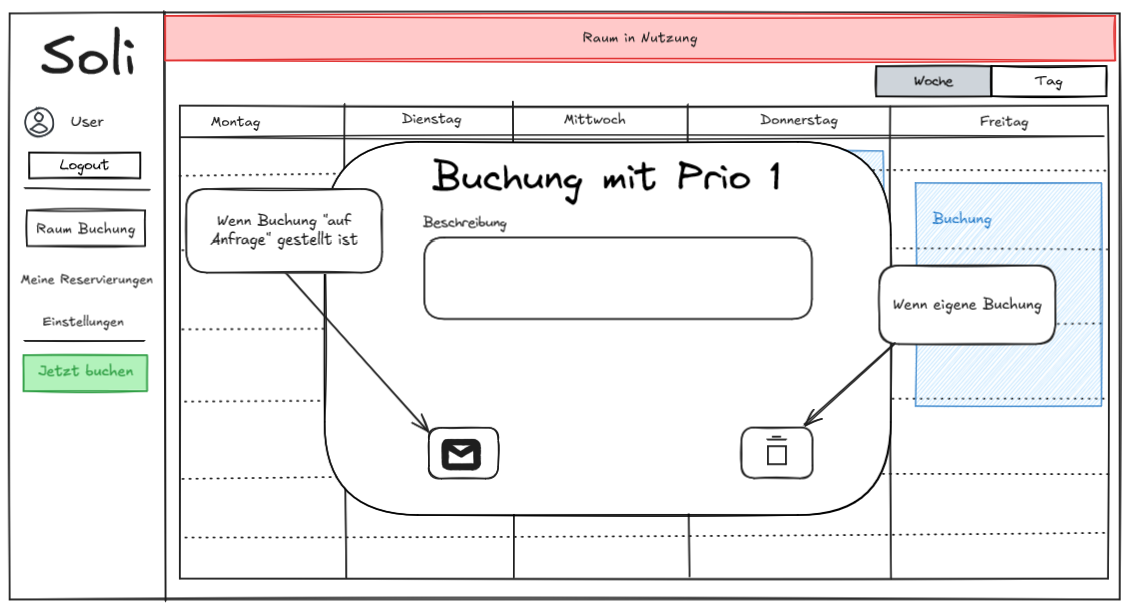 Soli
Raum in Nutzung
Woche
Tag
User
Logout
Raum Buchung
Meine Reservierungen
Einstellungen
Jetzt buchen
Montag
Dienstag
Mittwoch
Donnerstag
Freitag
Buchung mit Prio 1
Beschreibung
Wenn Buchung "auf
Anfrage" gestellt ist
Buchung
Wenn eigene Buchung